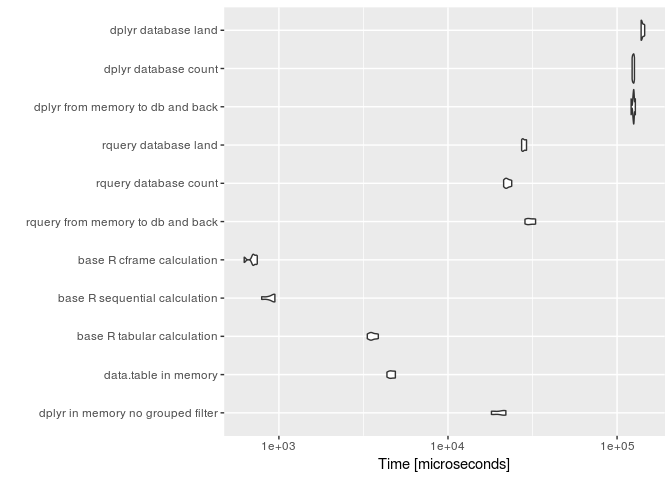 dplyr database land
dplyr database count
dplyr from memory to db and back
rquery database land
rquery database count
rquery from memory to db and back
base R cframe calculation
base R sequential calculation
base R tabular calculation
data.table in memory
dplyr in memory no grouped filter
1e+03 1e+04 1e+05
Time [microseconds]